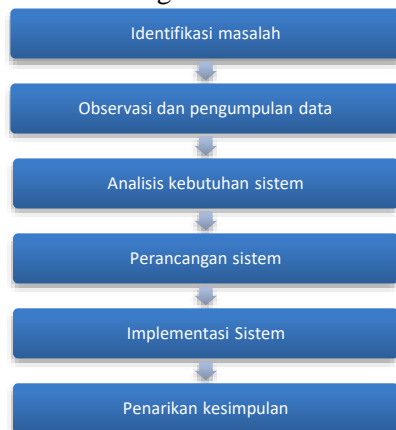 Identifikasi masalah
Observasi dan pengumpulan data
Analisis kebutuhan sistem
Perancangan sistem
Implementasi Sistem
Penarikan kesimpulan